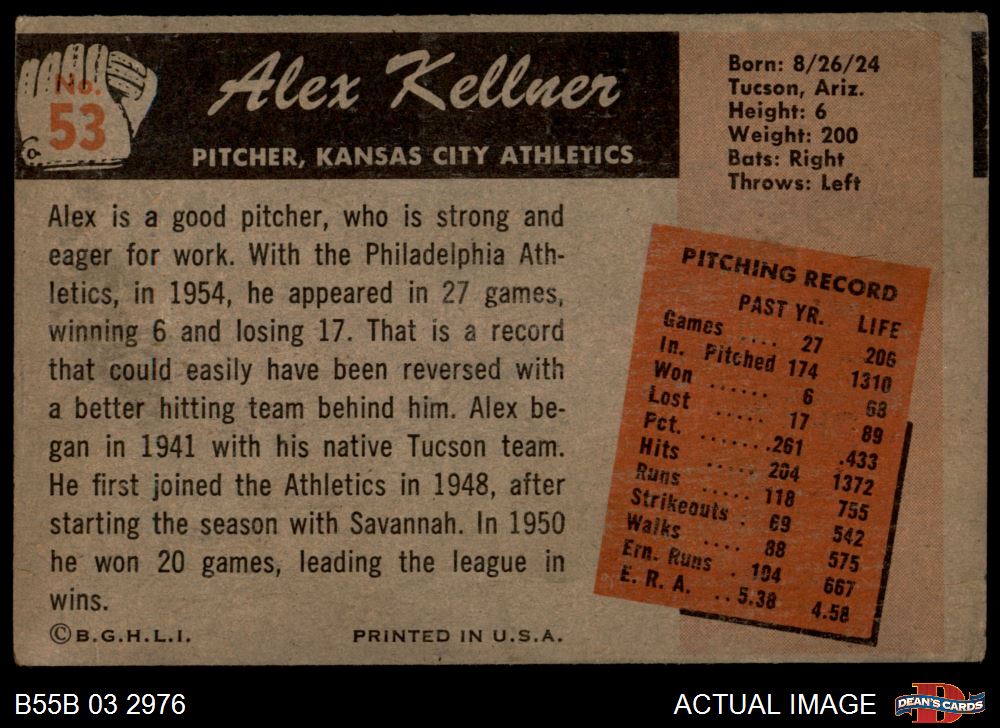 No.
53
Alex Kellner
PITCHER, KANSAS CITY ATHLETICS
Born: 8/26/24
Tucson, Ariz.
Height: 6
Weight: 200
Bats: Right
Throws: Left
Alex is a good pitcher, who is strong and
eager for work. With the Philadelphia Ath-
letics, in 1954, he appeared in 27 games,
winning 6 and losing 17. That is a record
that could easily have been reversed with
a better hitting team behind him. Alex be-
gan in 1941 with his native Tucson team.
He first joined the Athletics in 1948, after
starting the season with Savannah. In 1950
he won 20 games, leading the league in
wins.
© B.G.H.L.I. PRINTED IN U.S.A.
PITCHING RECORD
PAST YR. LIFE
Games .... 27 206
In. Pitched 174 1310
Won ...... 6 68
Lost ..... 17 89
Pct. ...... .261 .433
Hits ..... 204 1372
Runs ..... 118 755
Strikeouts . 69 542
Walks .... 88 575
Ern. Runs . 104 667
E. R. A. .. 5.38 4.58
B55B 03 2976
ACTUAL IMAGE
D
DEAN'S CARDS